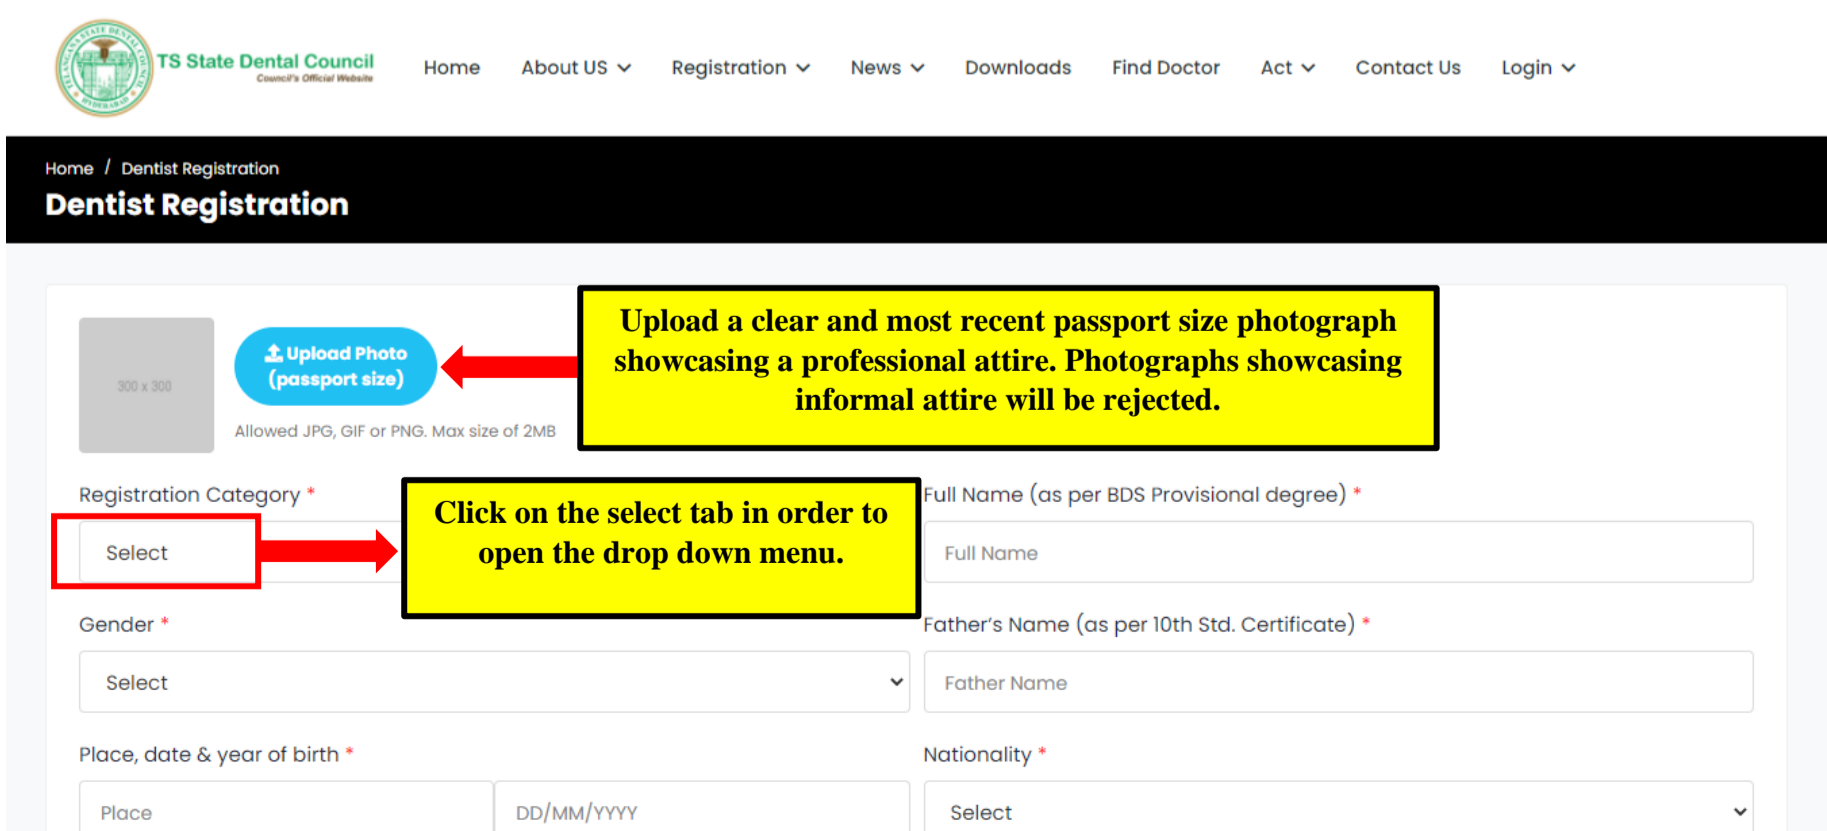 TELANGANA STATE DENTAL COUNCIL
HYDERABAD
TS State Dental Council
Council's Official Website
Home About US Registration News Downloads Find Doctor Act Contact Us Login
Home / Dentist Registration
Dentist Registration
300 x 300
Upload Photo
(passport size)
Allowed JPG, GIF or PNG. Max size of 2MB
Upload a clear and most recent passport size photograph
showcasing a professional attire. Photographs showcasing
informal attire will be rejected.
Registration Category *
Select
Click on the select tab in order to
open the drop down menu.
Full Name (as per BDS Provisional degree) *
Full Name
Gender *
Select
Father's Name (as per 10th Std. Certificate) *
Father Name
Place, date & year of birth *
Place
DD/MM/YYYY
Nationality *
Select